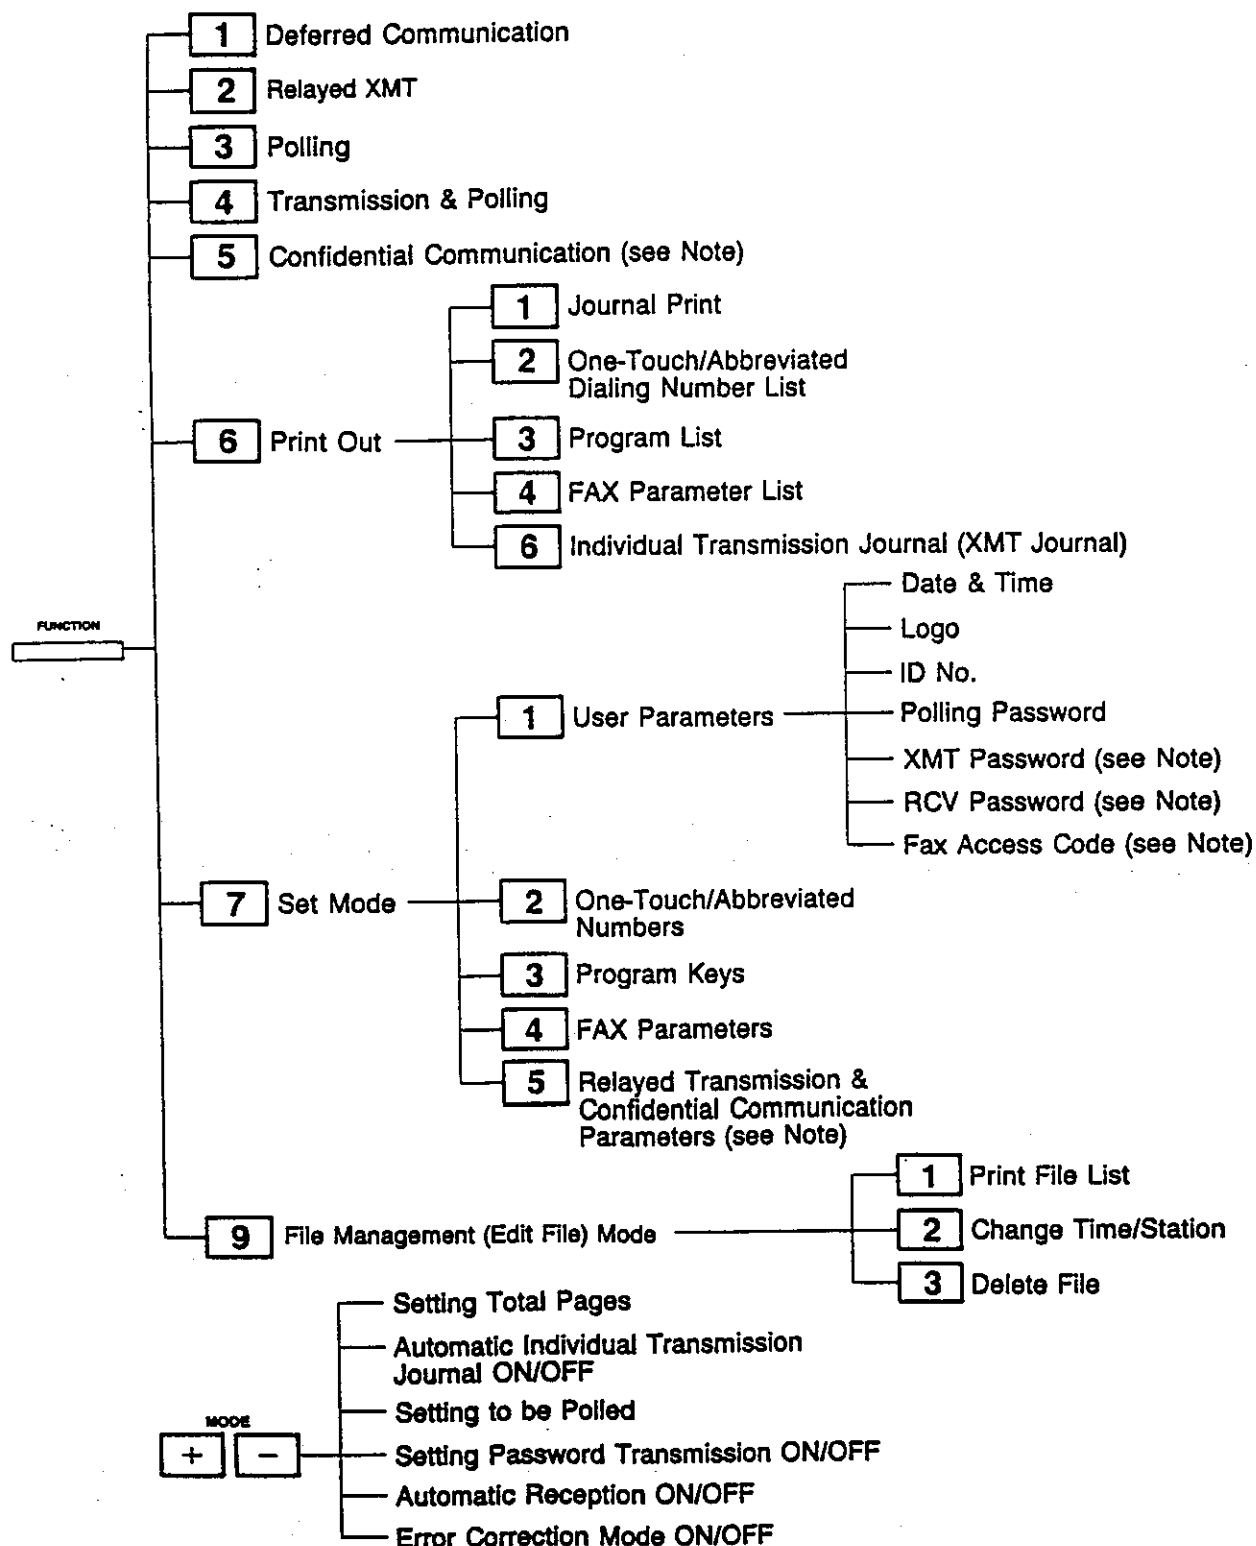 1 Deferred Communication
2 Relayed XMT
3 Polling
4 Transmission & Polling
5 Confidential Communication (see Note)
6 Print Out
1 Journal Print
2 One-Touch/Abbreviated
Dialing Number List
3 Program List
4 FAX Parameter List
6 Individual Transmission Journal (XMT Journal)
FUNCTION
7 Set Mode
1 User Parameters
Date & Time
Logo
ID No.
Polling Password
XMT Password (see Note)
RCV Password (see Note)
Fax Access Code (see Note)
2 One-Touch/Abbreviated
Numbers
3 Program Keys
4 FAX Parameters
5 Relayed Transmission &
Confidential Communication
Parameters (see Note)
9 File Management (Edit File) Mode
1 Print File List
2 Change Time/Station
3 Delete File
MODE
+ −
Setting Total Pages
Automatic Individual Transmission
Journal ON/OFF
Setting to be Polled
Setting Password Transmission ON/OFF
Automatic Reception ON/OFF
Error Correction Mode ON/OFF